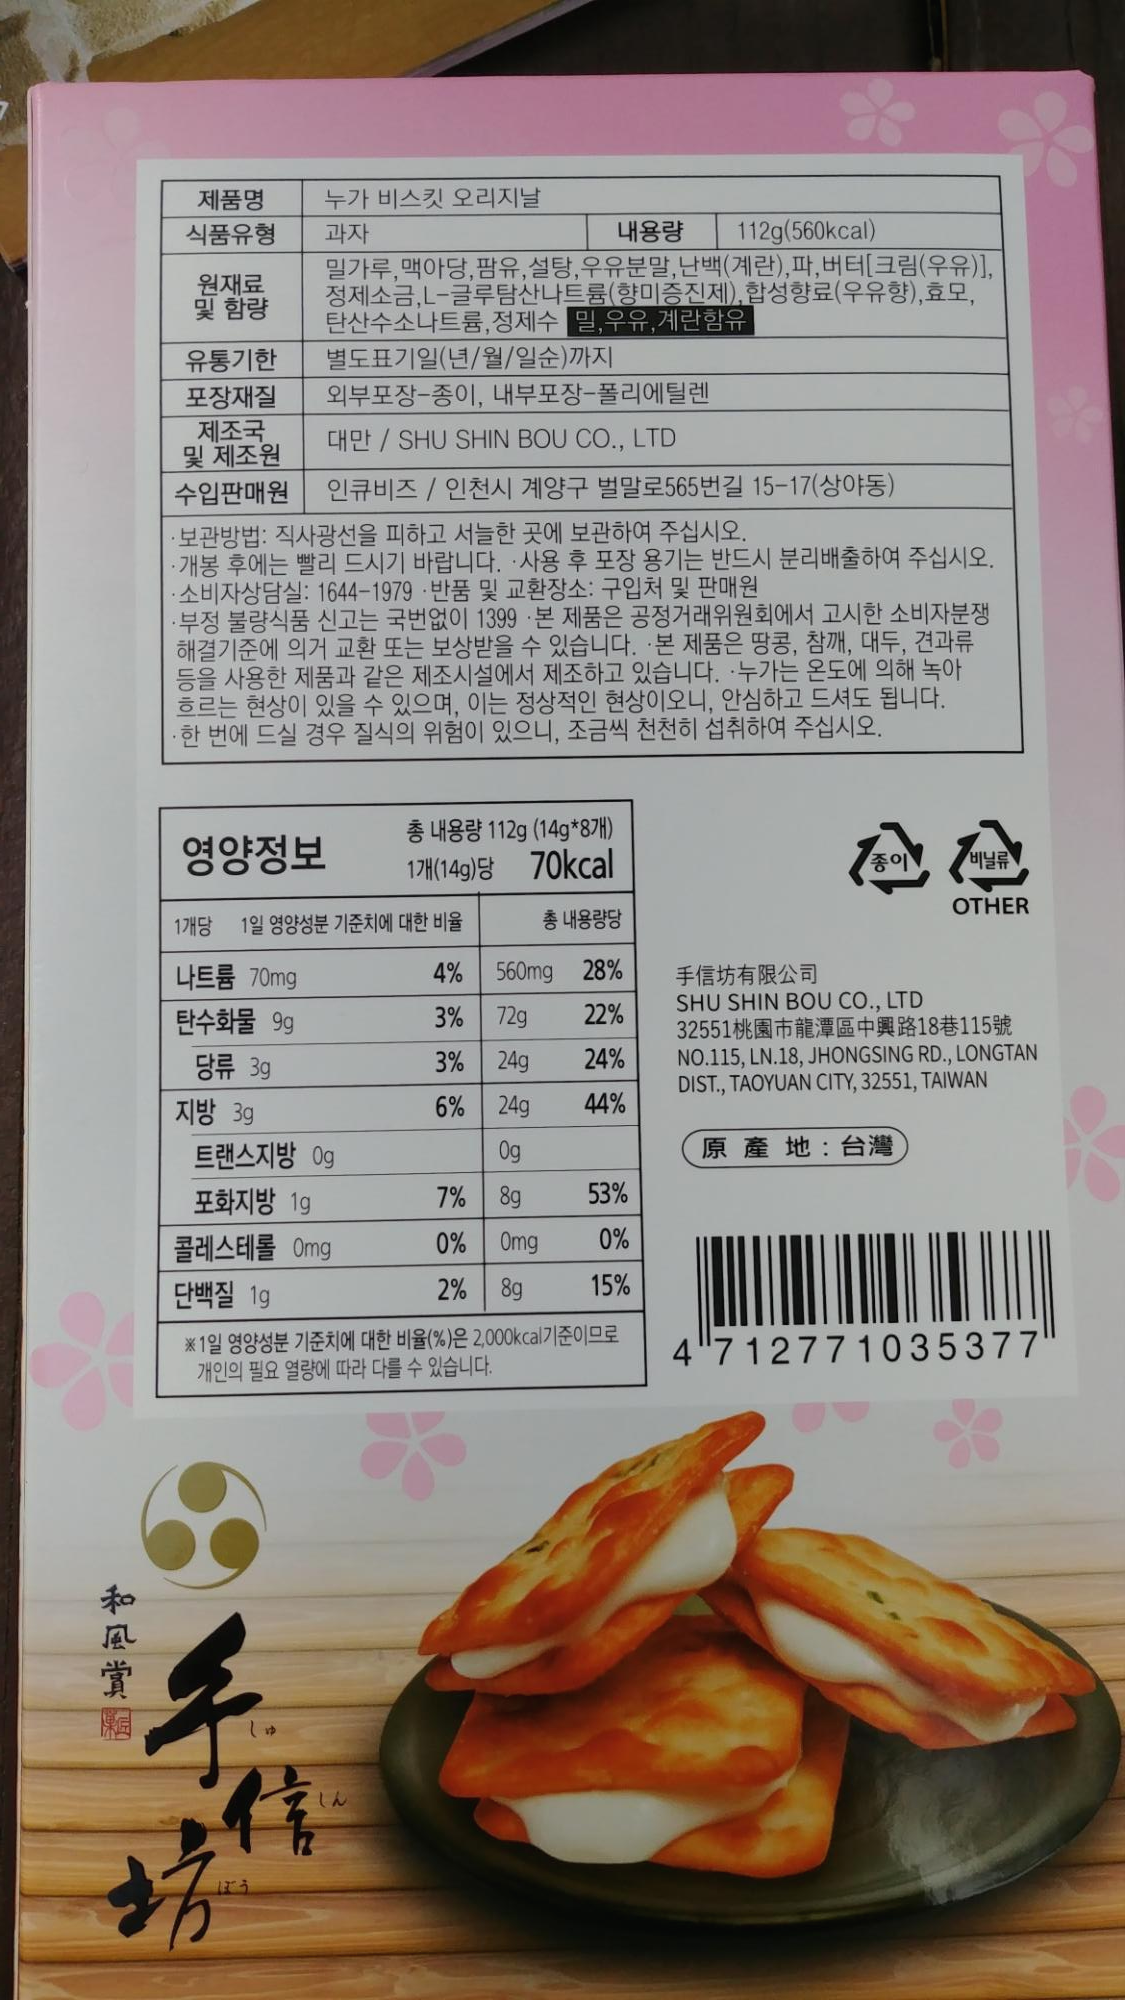 제품명 누가 비스킷 오리지날
식품유형 과자 내용량 112g(560kcal)
원재료 및 함량
밀가루,맥아당,팜유,설탕,우유분말,난백(계란),파,버터[크림(우유)],
정제소금,L-글루탐산나트륨(향미증진제),합성향료(우유향),효모,
탄산수소나트륨,정제수 밀,우유,계란함유
유통기한 별도표기일(년/월/일순)까지
포장재질 외부포장-종이, 내부포장-폴리에틸렌
제조국 및 제조원 대만 / SHU SHIN BOU CO., LTD
수입판매원 인큐비즈 / 인천시 계양구 벌말로565번길 15-17(상야동)
·보관방법: 직사광선을 피하고 서늘한 곳에 보관하여 주십시오.
·개봉 후에는 빨리 드시기 바랍니다. ·사용 후 포장 용기는 반드시 분리배출하여 주십시오.
·소비자상담실: 1644-1979 ·반품 및 교환장소: 구입처 및 판매원
·부정 불량식품 신고는 국번없이 1399 ·본 제품은 공정거래위원회에서 고시한 소비자분쟁
해결기준에 의거 교환 또는 보상받을 수 있습니다. ·본 제품은 땅콩, 참깨, 대두, 견과류
등을 사용한 제품과 같은 제조시설에서 제조하고 있습니다. ·누가는 온도에 의해 녹아
흐르는 현상이 있을 수 있으며, 이는 정상적인 현상이오니, 안심하고 드셔도 됩니다.
·한 번에 드실 경우 질식의 위험이 있으니, 조금씩 천천히 섭취하여 주십시오.
영양정보
총 내용량 112g (14g*8개)
1개(14g)당 70kcal
1개당 1일 영양성분 기준치에 대한 비율 총 내용량당
나트륨 70mg 4% 560mg 28%
탄수화물 9g 3% 72g 22%
당류 3g 3% 24g 24%
지방 3g 6% 24g 44%
트랜스지방 0g 0g
포화지방 1g 7% 8g 53%
콜레스테롤 0mg 0% 0mg 0%
단백질 1g 2% 8g 15%
※1일 영양성분 기준치에 대한 비율(%)은 2,000kcal기준이므로
개인의 필요 열량에 따라 다를 수 있습니다.
종이
비닐류
OTHER
手信坊有限公司
SHU SHIN BOU CO., LTD
32551桃園市龍潭區中興路18巷115號
NO.115, LN.18, JHONGSING RD., LONGTAN
DIST., TAOYUAN CITY, 32551, TAIWAN
原產地:台灣
4 712771 035377
和風賞
手信坊
しゅ
しん
ぼう